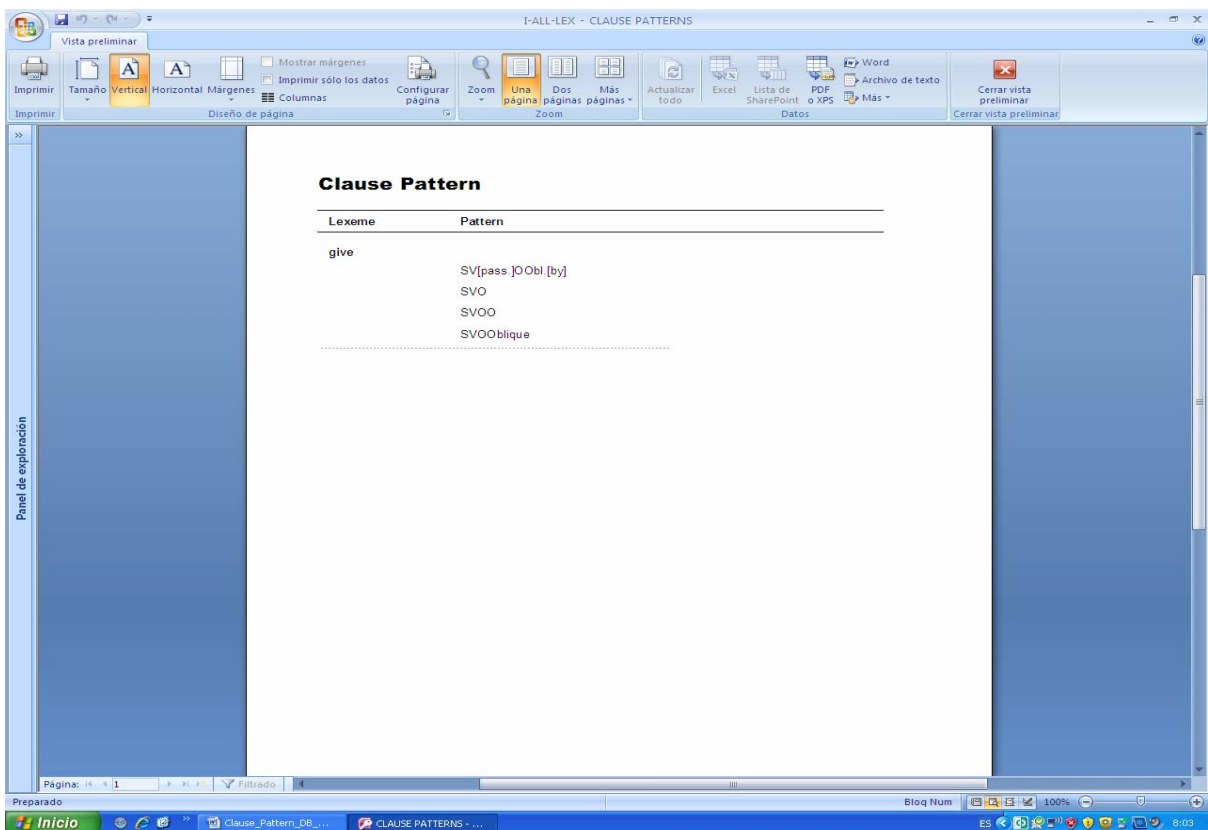 I-ALL-LEX - CLAUSE PATTERNS
Vista preliminar
Imprimir
Tamaño
Vertical
Horizontal
Márgenes
Mostrar márgenes
Imprimir sólo los datos
Columnas
Configurar página
Zoom
Una página
Dos páginas
Más páginas
Actualizar todo
Excel
Lista de SharePoint
PDF o XPS
Word
Archivo de texto
Más
Cerrar vista preliminar
Imprimir
Diseño de página
Zoom
Datos
Cerrar vista preliminar
Panel de exploración
Clause Pattern
Lexeme Pattern
give
SV[pass.]OObl.[by]
SVO
SVOO
SVOOblique
Página: 1 Filtrado
Preparado
Bloq Num 100%
Inicio
Clause_Pattern_DB_...
CLAUSE PATTERNS - ...
ES 8:03